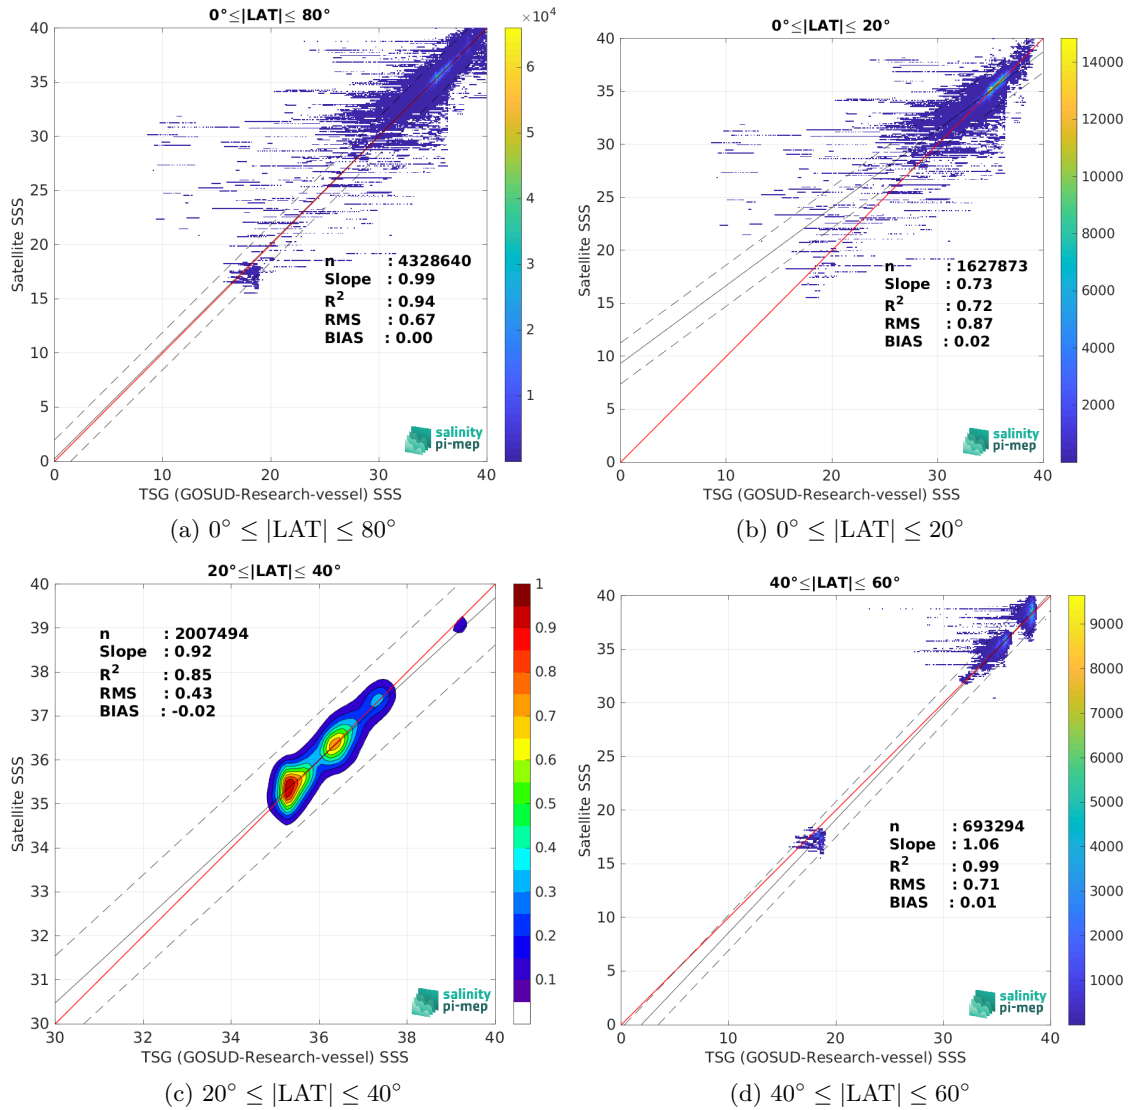 0°≤|LAT|≤ 80°
×10⁴
Satellite SSS
40
35
30
25
20
15
10
5
0
0
10
20
30
40
6
5
4
3
2
1
n : 4328640
Slope : 0.99
R² : 0.94
RMS : 0.67
BIAS : 0.00
salinity
pi-mep
TSG (GOSUD-Research-vessel) SSS
(a) 0° ≤ |LAT| ≤ 80°
0°≤|LAT|≤ 20°
Satellite SSS
40
35
30
25
20
15
10
5
0
0
10
20
30
40
14000
12000
10000
8000
6000
4000
2000
n : 1627873
Slope : 0.73
R² : 0.72
RMS : 0.87
BIAS : 0.02
salinity
pi-mep
TSG (GOSUD-Research-vessel) SSS
(b) 0° ≤ |LAT| ≤ 20°
20°≤|LAT|≤ 40°
Satellite SSS
40
39
38
37
36
35
34
33
32
31
30
30
32
34
36
38
40
1
0.9
0.8
0.7
0.6
0.5
0.4
0.3
0.2
0.1
n : 2007494
Slope : 0.92
R² : 0.85
RMS : 0.43
BIAS : -0.02
salinity
pi-mep
TSG (GOSUD-Research-vessel) SSS
(c) 20° ≤ |LAT| ≤ 40°
40°≤|LAT|≤ 60°
Satellite SSS
40
35
30
25
20
15
10
5
0
0
10
20
30
40
9000
8000
7000
6000
5000
4000
3000
2000
1000
n : 693294
Slope : 1.06
R² : 0.99
RMS : 0.71
BIAS : 0.01
salinity
pi-mep
TSG (GOSUD-Research-vessel) SSS
(d) 40° ≤ |LAT| ≤ 60°